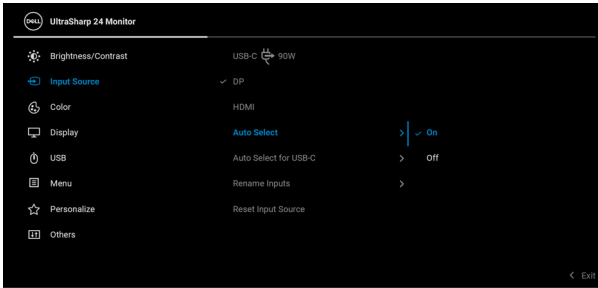 DELL UltraSharp 24 Monitor
Brightness/Contrast USB-C 90W
Input Source DP
Color HDMI
Display Auto Select On
USB Auto Select for USB-C Off
Menu Rename Inputs
Personalize Reset Input Source
Others
Exit